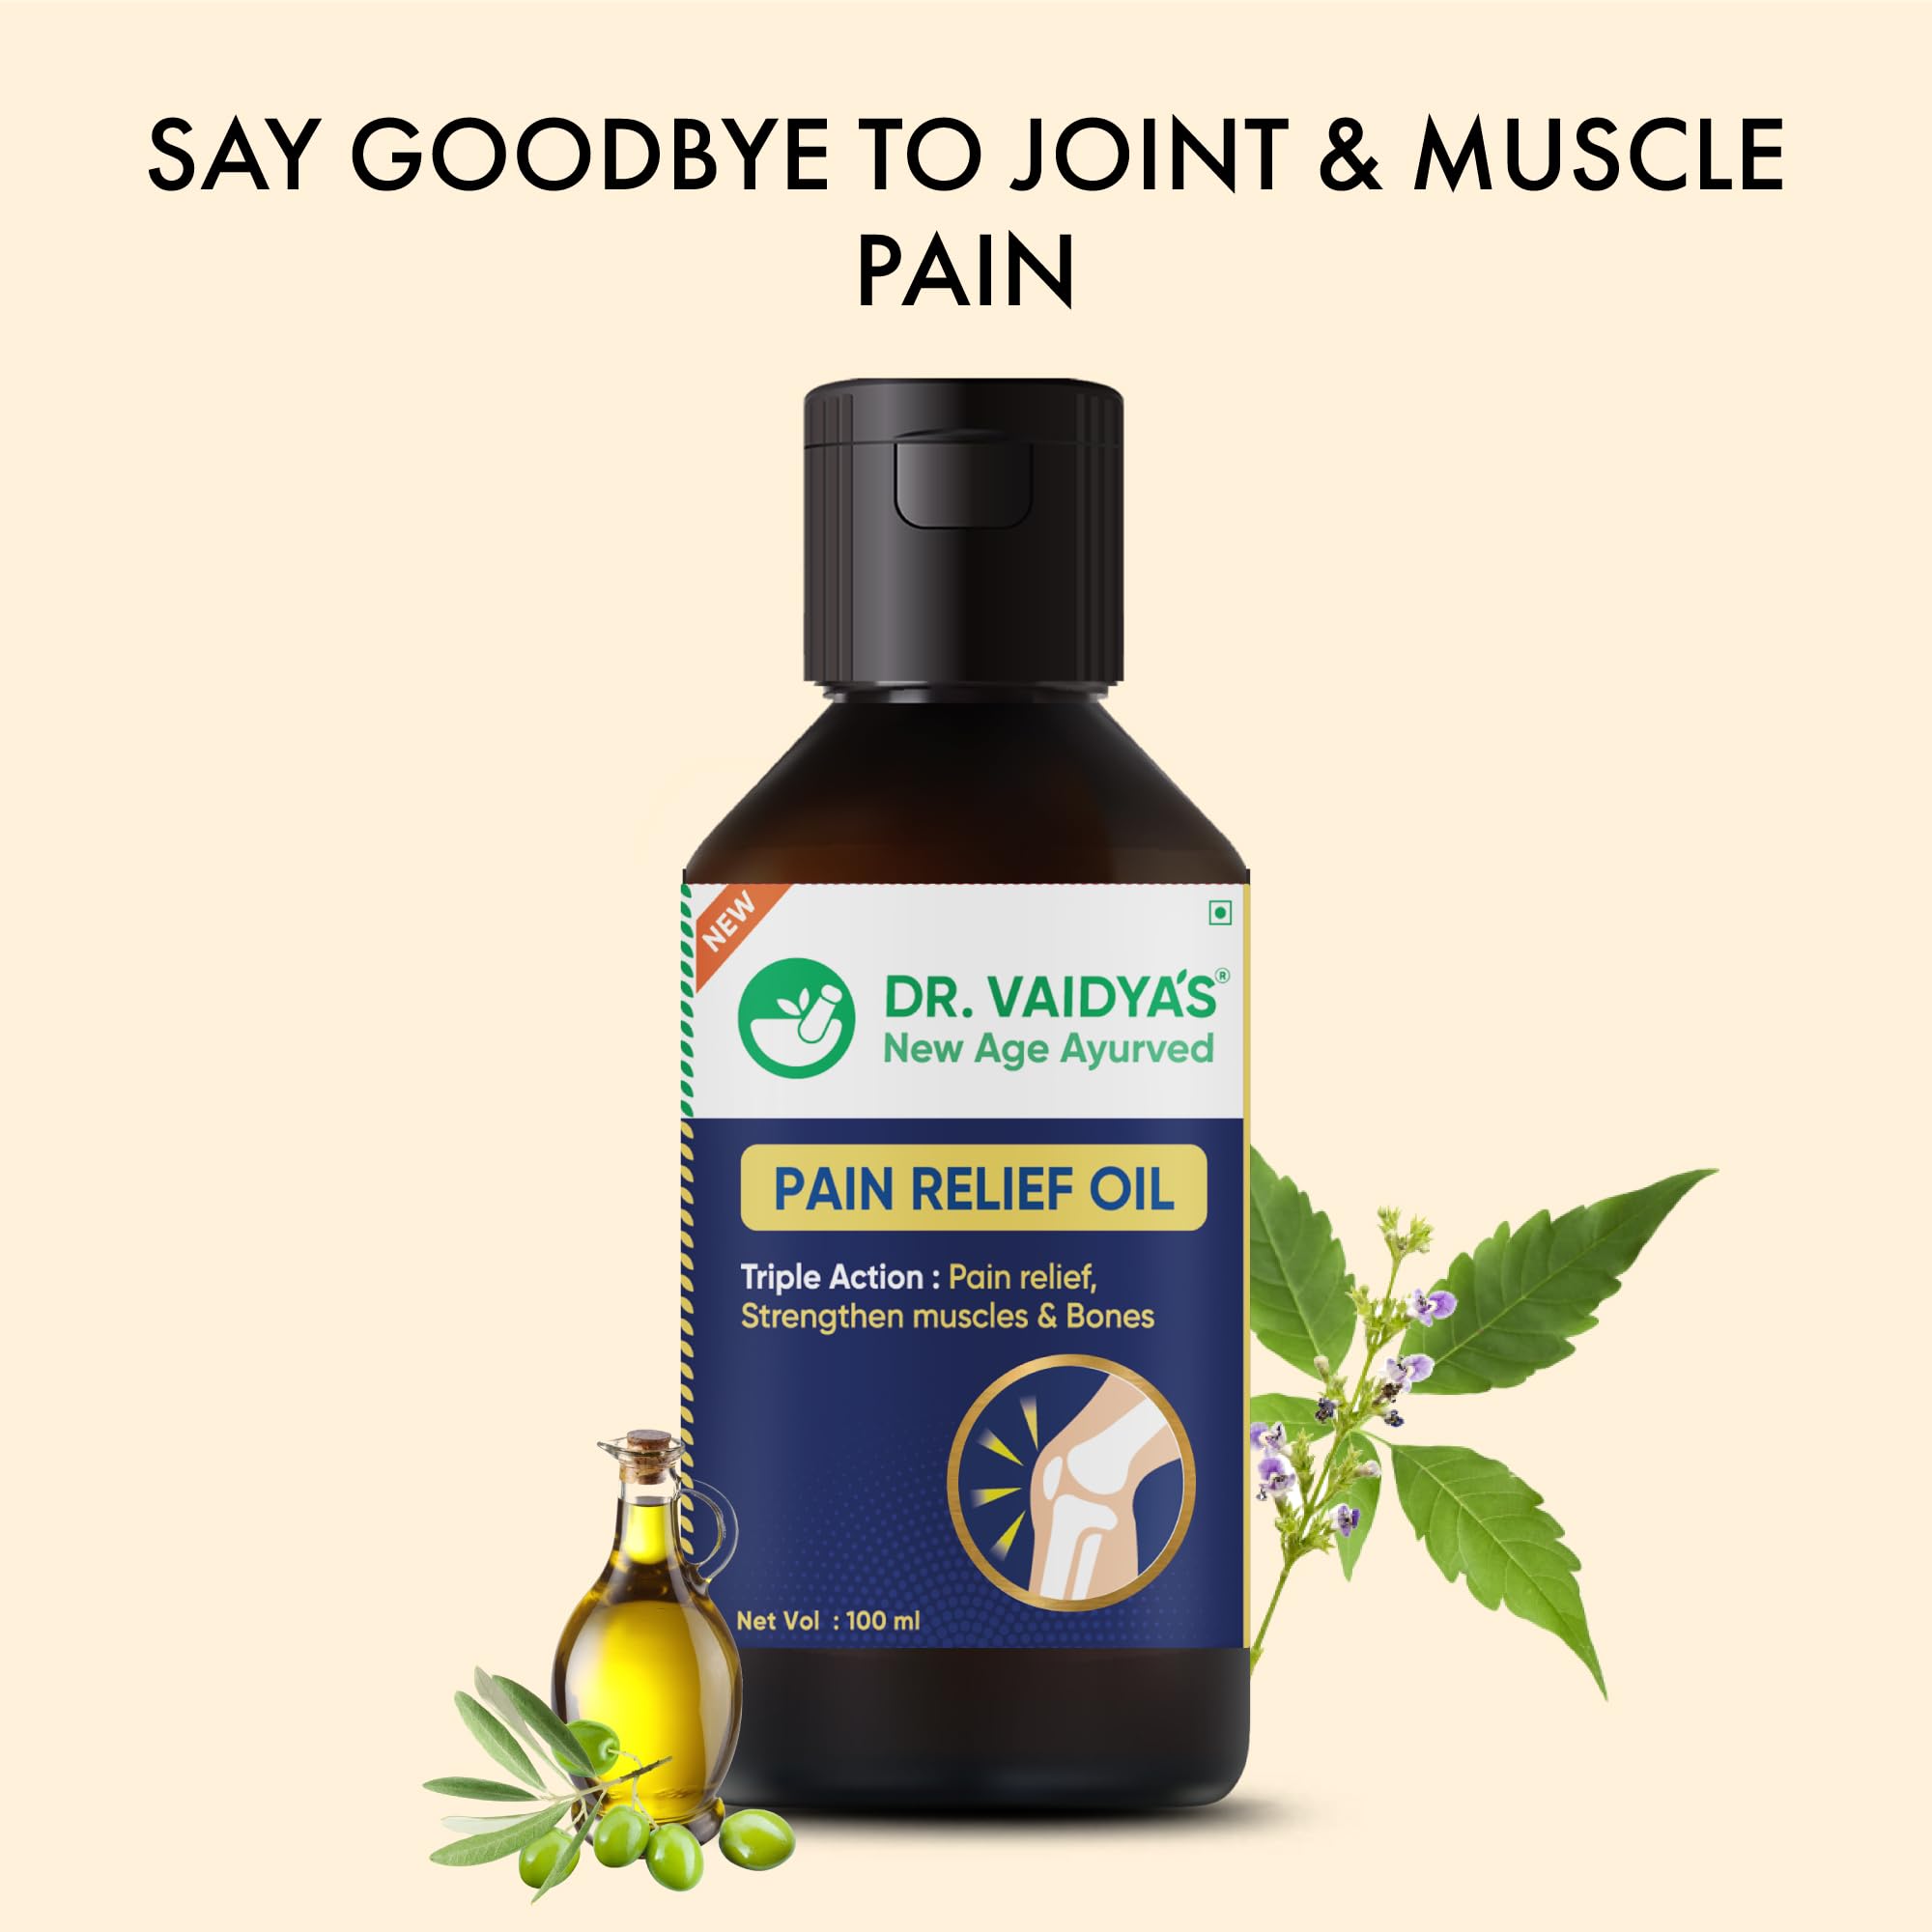 SAY GOODBYE TO JOINT & MUSCLE
PAIN
NEW
DR. VAIDYA'S®
New Age Ayurved
PAIN RELIEF OIL
Triple Action : Pain relief,
Strengthen muscles & Bones
Net Vol : 100 ml